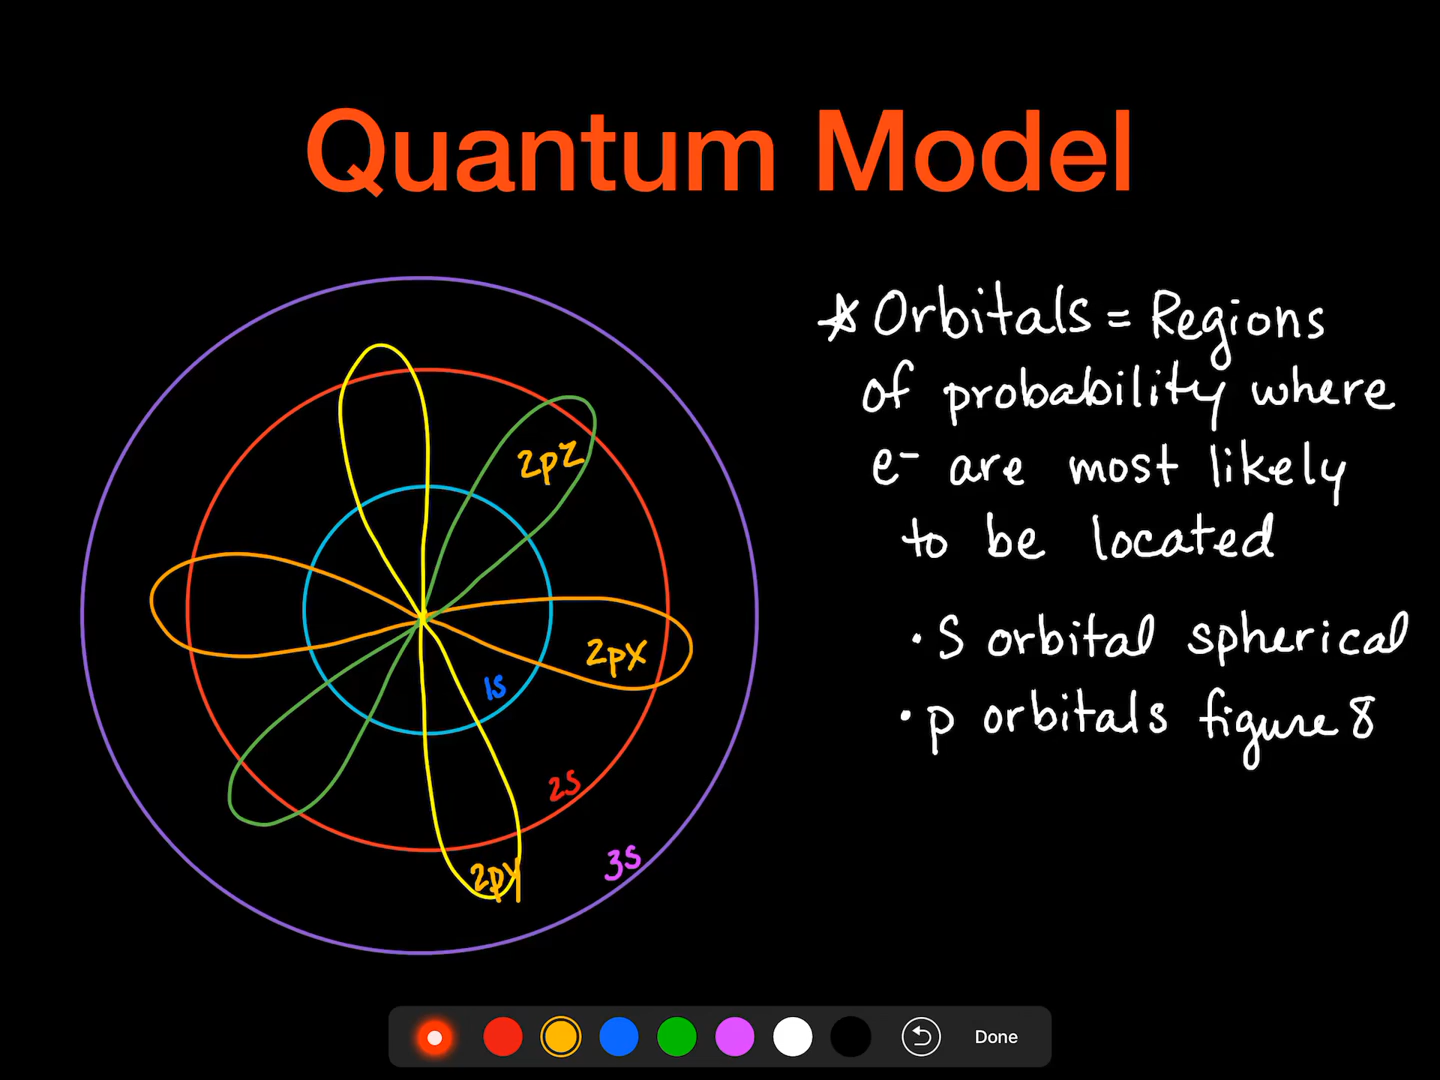 Quantum Model
☆ Orbitals = Regions
of probability where
e⁻ are most likely
to be located
• S orbital spherical
• p orbitals figure 8
2pZ
2pX
1S
2S
3S
2pY
Done